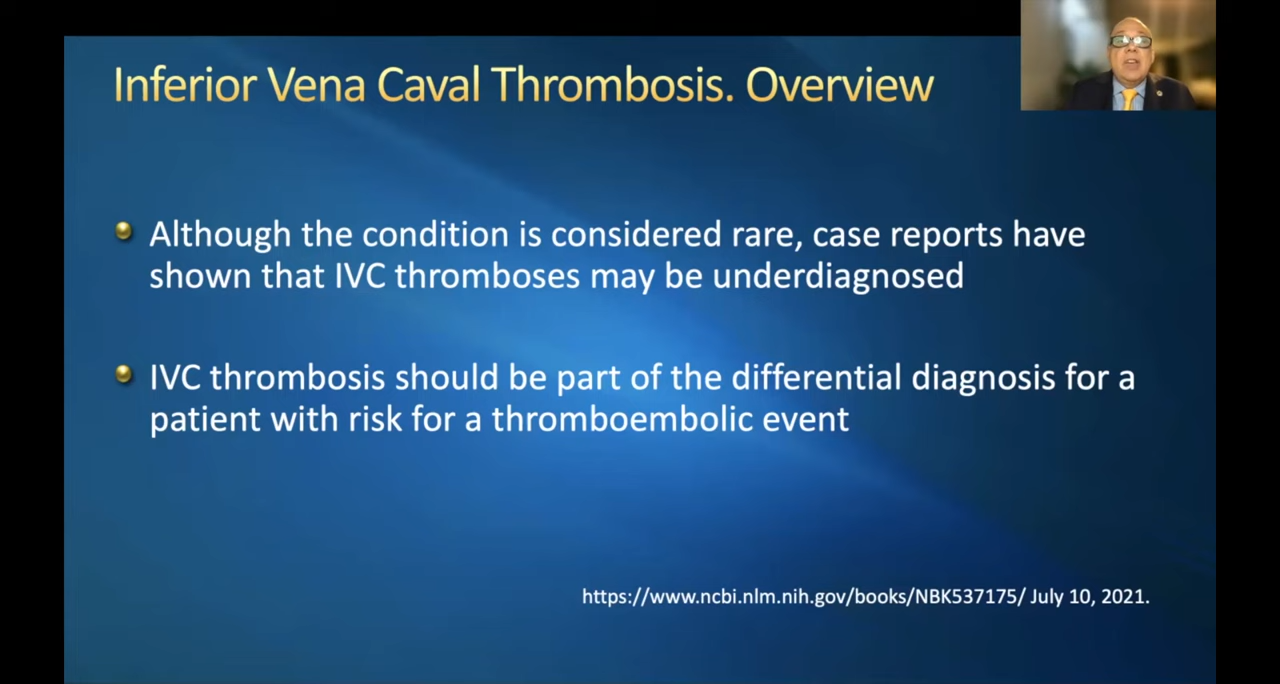 Inferior Vena Caval Thrombosis. Overview
Although the condition is considered rare, case reports have
shown that IVC thromboses may be underdiagnosed
IVC thrombosis should be part of the differential diagnosis for a
patient with risk for a thromboembolic event
https://www.ncbi.nlm.nih.gov/books/NBK537175/ July 10, 2021.